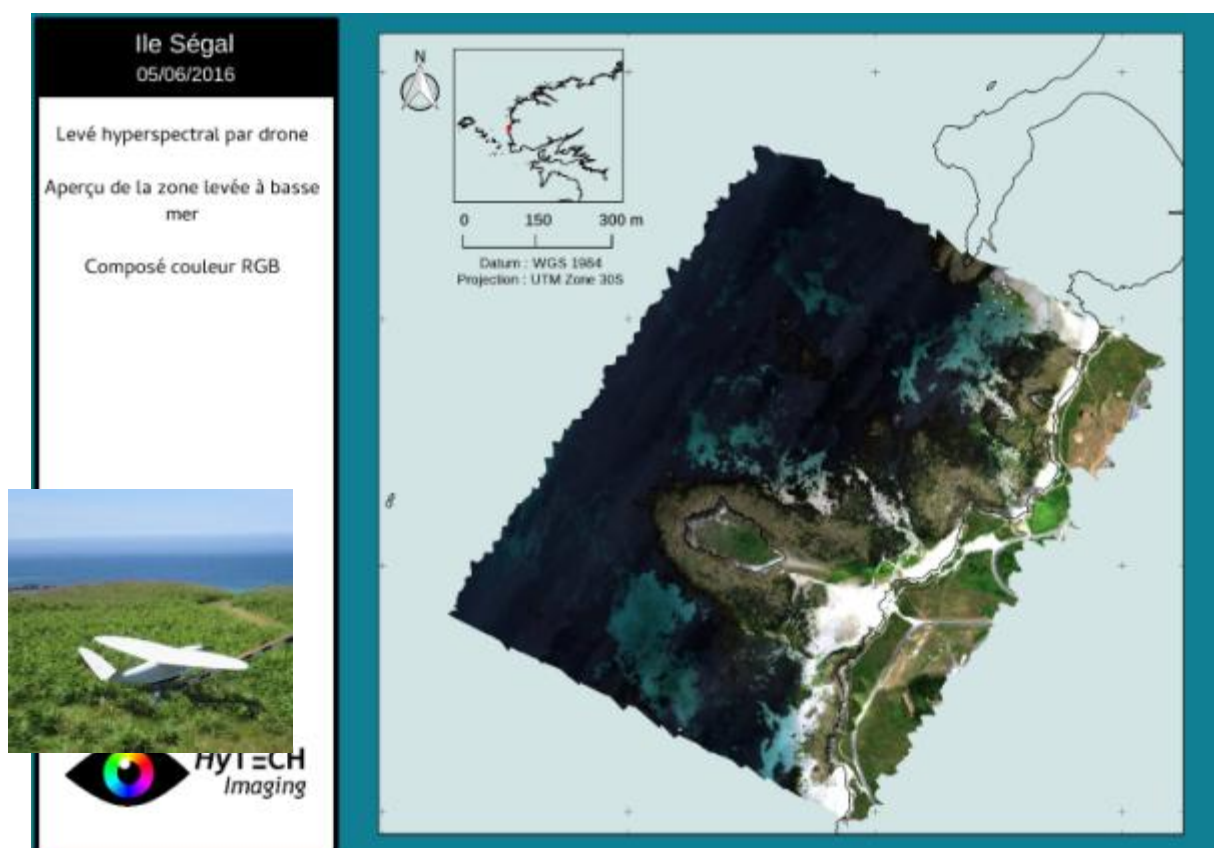 Ile Ségal
05/06/2016
Levé hyperspectral par drone
Aperçu de la zone levée à basse
mer
Composé couleur RGB
HyTECH
Imaging
N
0 150 300 m
Datum : WGS 1984
Projection : UTM Zone 30S